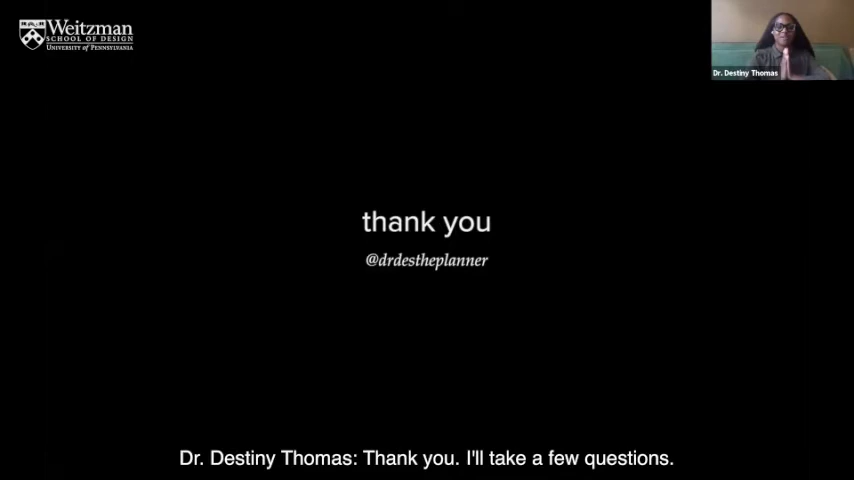 Weitzman
SCHOOL OF DESIGN
UNIVERSITY of PENNSYLVANIA
Dr. Destiny Thomas
thank you
@drdestheplanner
Dr. Destiny Thomas: Thank you. I'll take a few questions.